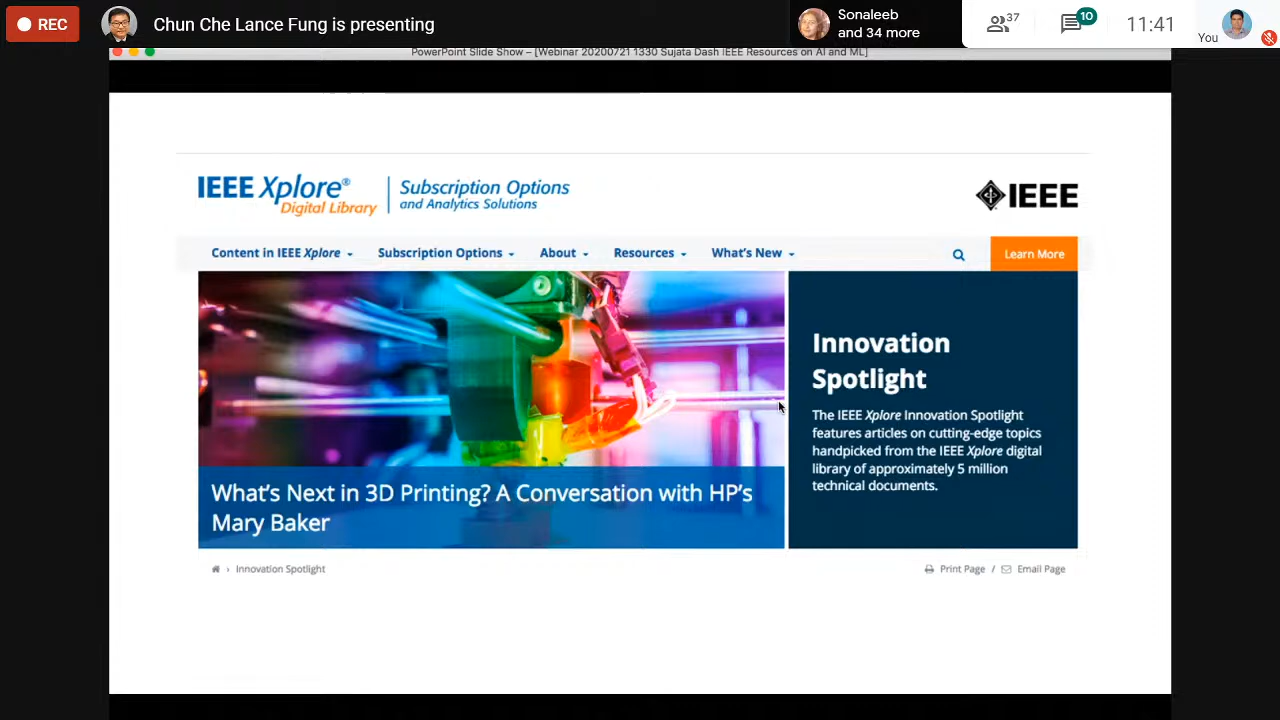 REC
Chun Che Lance Fung is presenting
Sonaleeb
and 34 more
37
10
11:41
You
PowerPoint Slide Show – [Webinar 20200721 1330 Sujata Dash IEEE Resources on AI and ML]
IEEE Xplore®
Digital Library
Subscription Options
and Analytics Solutions
IEEE
Content in IEEE Xplore
Subscription Options
About
Resources
What's New
Learn More
What's Next in 3D Printing? A Conversation with HP's
Mary Baker
Innovation
Spotlight
The IEEE Xplore Innovation Spotlight
features articles on cutting-edge topics
handpicked from the IEEE Xplore digital
library of approximately 5 million
technical documents.
› Innovation Spotlight
Print Page / Email Page